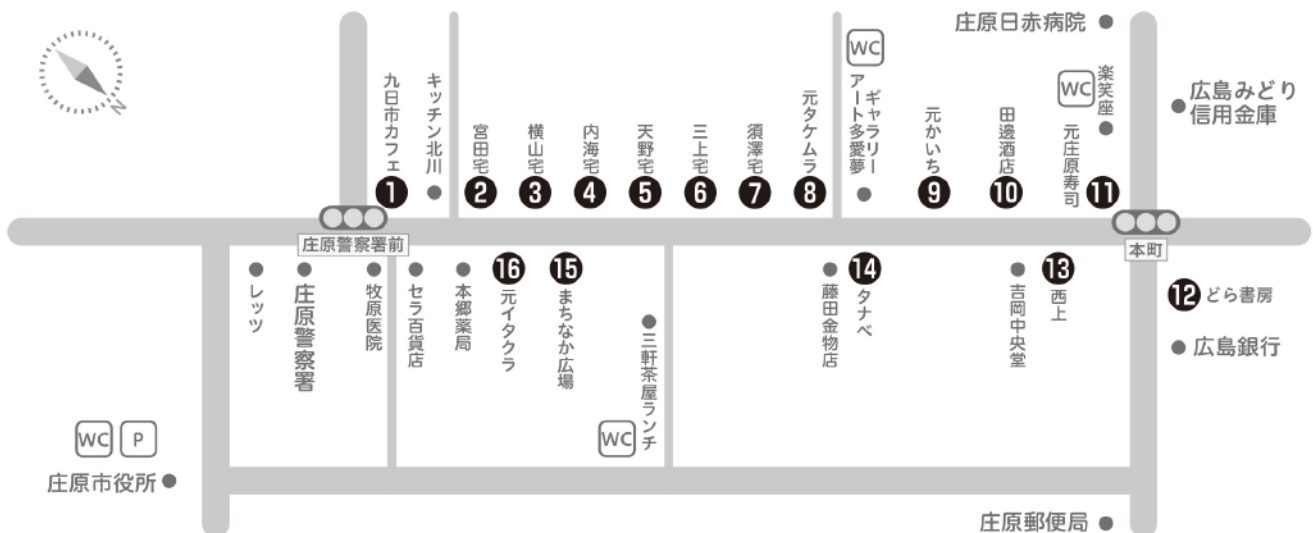 N
九日市カフェ
キッチン北川
宮田宅
横山宅
内海宅
天野宅
三上宅
須澤宅
元タケムラ
WC
ギャラリー
アート多愛夢
元かいち
田邊酒店
庄原日赤病院
WC
楽笑座
元庄原寿司
広島みどり
信用金庫
1
2
3
4
5
6
7
8
9
10
11
庄原警察署前
本町
レッツ
庄原警察署
牧原医院
セラ百貨店
本郷薬局
16
元イタクラ
15
まちなか広場
三軒茶屋ランチ
WC
藤田金物店
14
タナベ
吉岡中央堂
13
西上
12 どら書房
広島銀行
WC P
庄原市役所
庄原郵便局